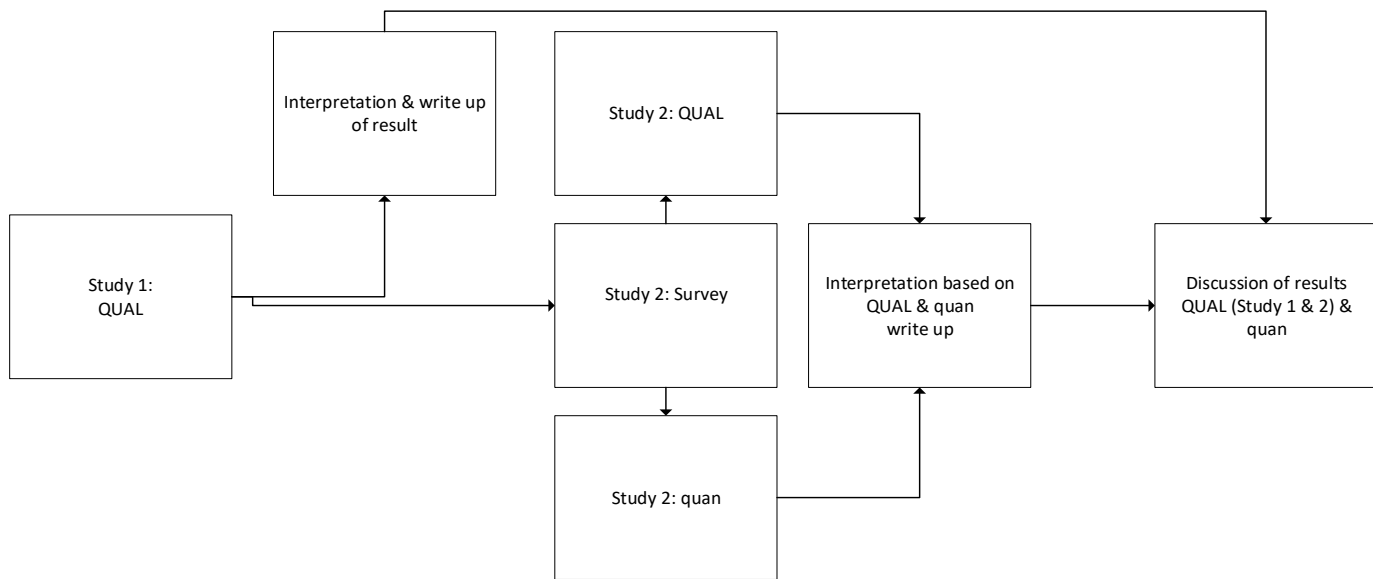 Interpretation & write up
of result
Study 2: QUAL
Study 1:
QUAL
Study 2: Survey
Interpretation based on
QUAL & quan
write up
Discussion of results
QUAL (Study 1 & 2) &
quan
Study 2: quan